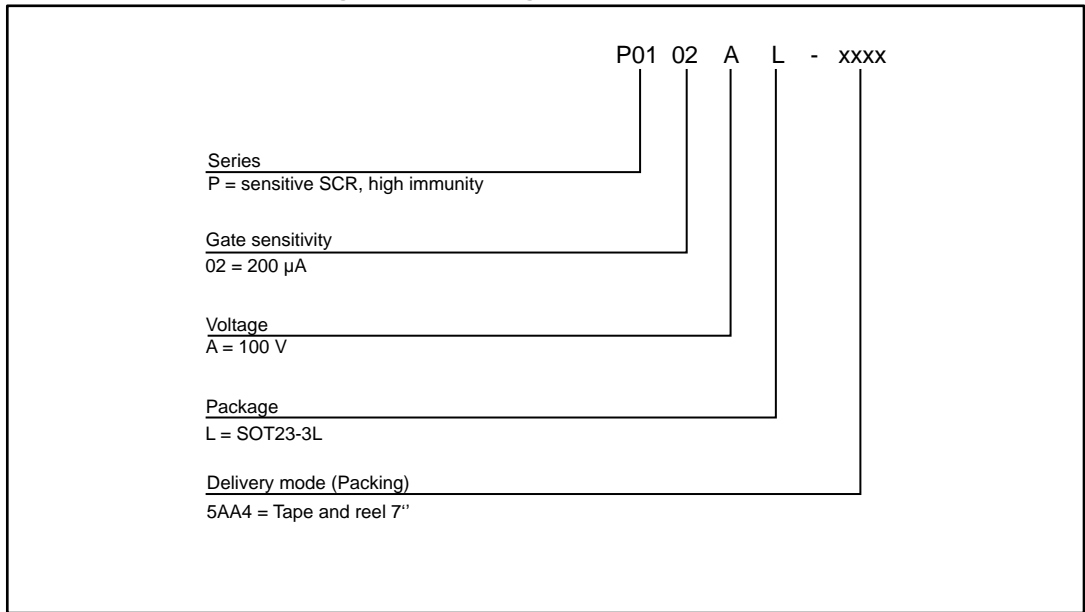 P01 02 A L - xxxx
Series
P = sensitive SCR, high immunity
Gate sensitivity
02 = 200 µA
Voltage
A = 100 V
Package
L = SOT23-3L
Delivery mode (Packing)
5AA4 = Tape and reel 7‘’